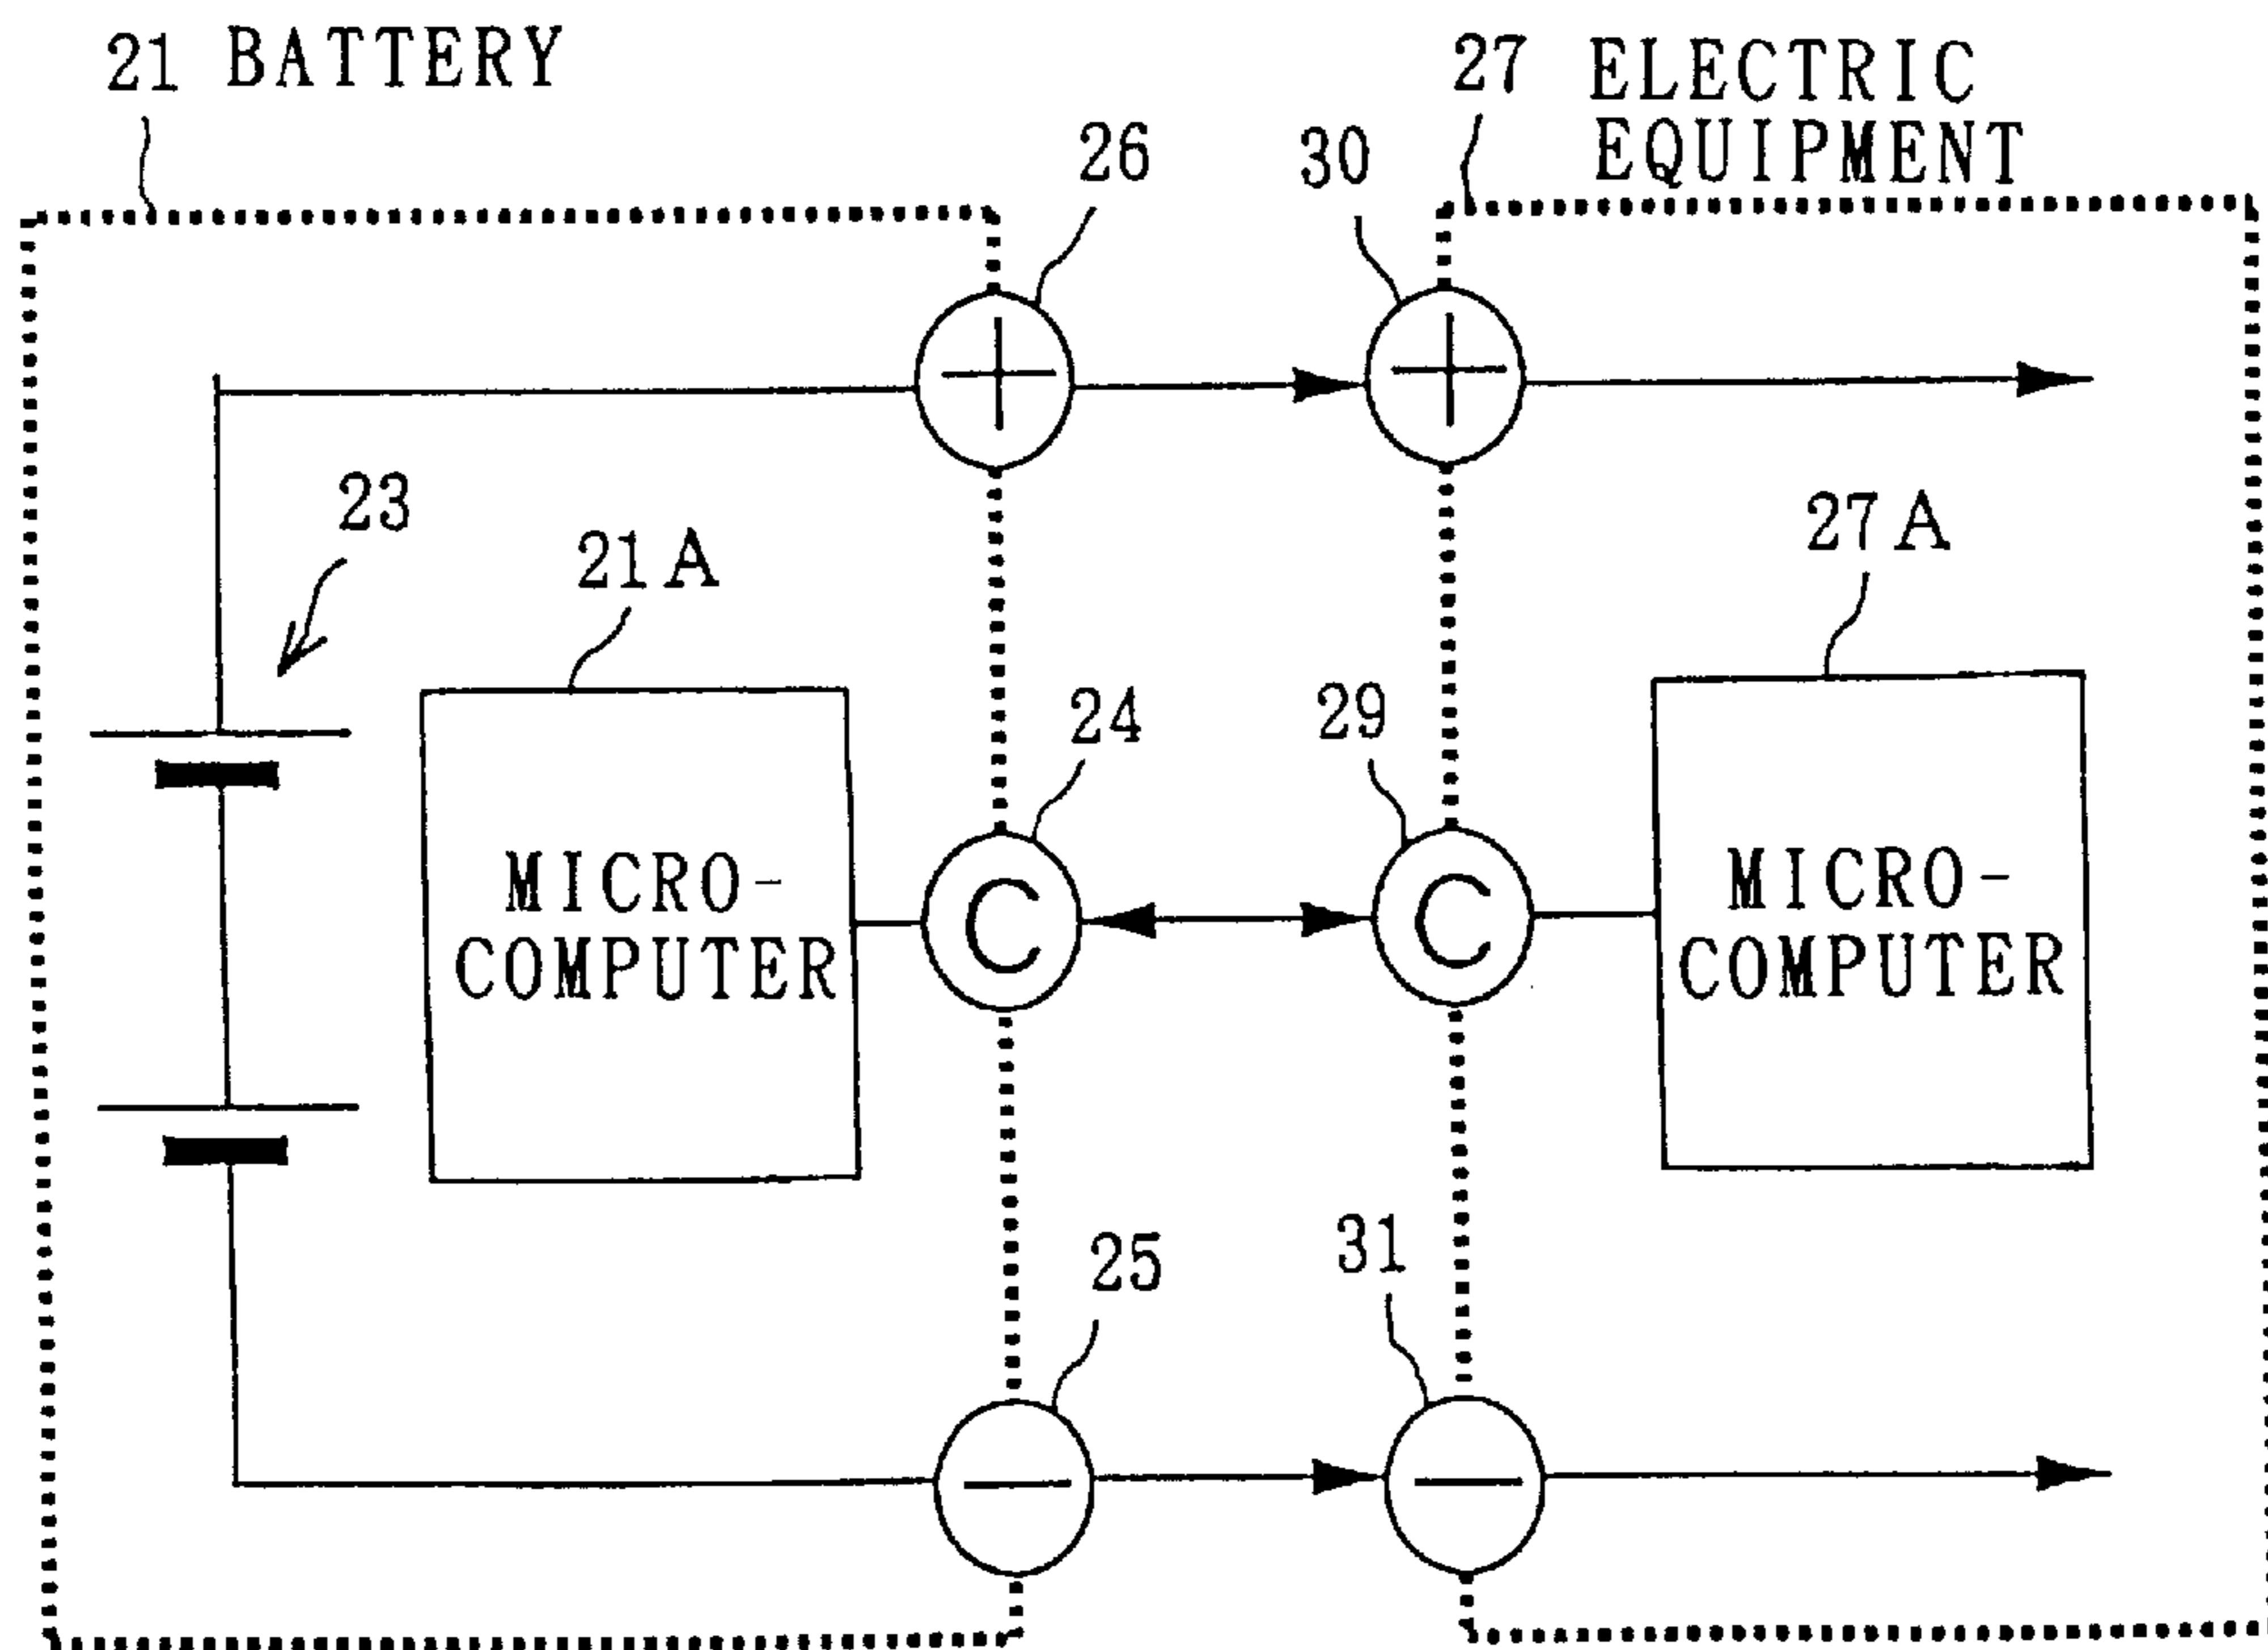 21 BATTERY
27 ELECTRIC
EQUIPMENT
26
30
+
+
23
21A
27A
24
29
MICRO-
COMPUTER
C
C
MICRO-
COMPUTER
25
31
−
−